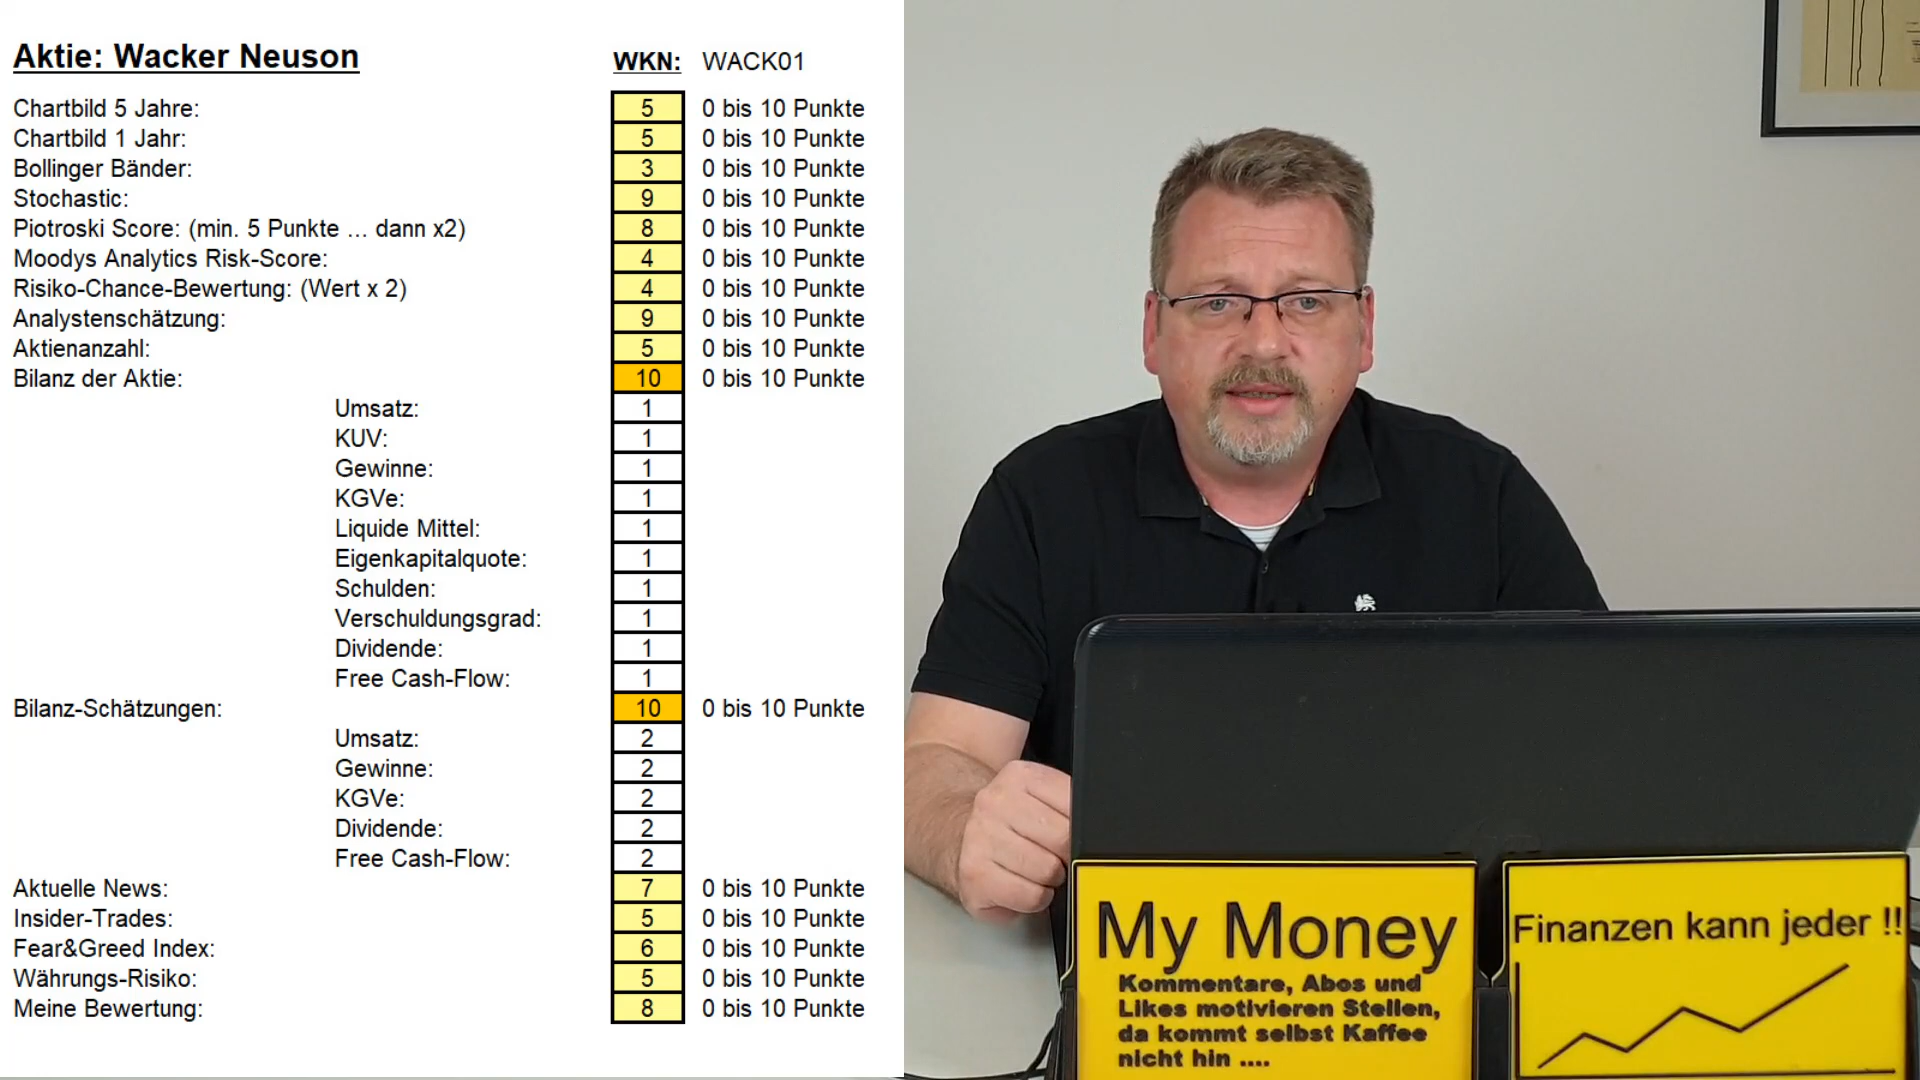 Aktie: Wacker Neuson WKN: WACK01
Chartbild 5 Jahre: 5 0 bis 10 Punkte
Chartbild 1 Jahr: 5 0 bis 10 Punkte
Bollinger Bänder: 3 0 bis 10 Punkte
Stochastic: 9 0 bis 10 Punkte
Piotroski Score: (min. 5 Punkte ... dann x2) 8 0 bis 10 Punkte
Moodys Analytics Risk-Score: 4 0 bis 10 Punkte
Risiko-Chance-Bewertung: (Wert x 2) 4 0 bis 10 Punkte
Analystenschätzung: 9 0 bis 10 Punkte
Aktienanzahl: 5 0 bis 10 Punkte
Bilanz der Aktie: 10 0 bis 10 Punkte
Umsatz: 1
KUV: 1
Gewinne: 1
KGVe: 1
Liquide Mittel: 1
Eigenkapitalquote: 1
Schulden: 1
Verschuldungsgrad: 1
Dividende: 1
Free Cash-Flow: 1
Bilanz-Schätzungen: 10 0 bis 10 Punkte
Umsatz: 2
Gewinne: 2
KGVe: 2
Dividende: 2
Free Cash-Flow: 2
Aktuelle News: 7 0 bis 10 Punkte
Insider-Trades: 5 0 bis 10 Punkte
Fear&Greed Index: 6 0 bis 10 Punkte
Währungs-Risiko: 5 0 bis 10 Punkte
Meine Bewertung: 8 0 bis 10 Punkte
My Money
Kommentare, Abos und
Likes motivieren Stellen,
da kommt selbst Kaffee
nicht hin ....
Finanzen kann jeder !!